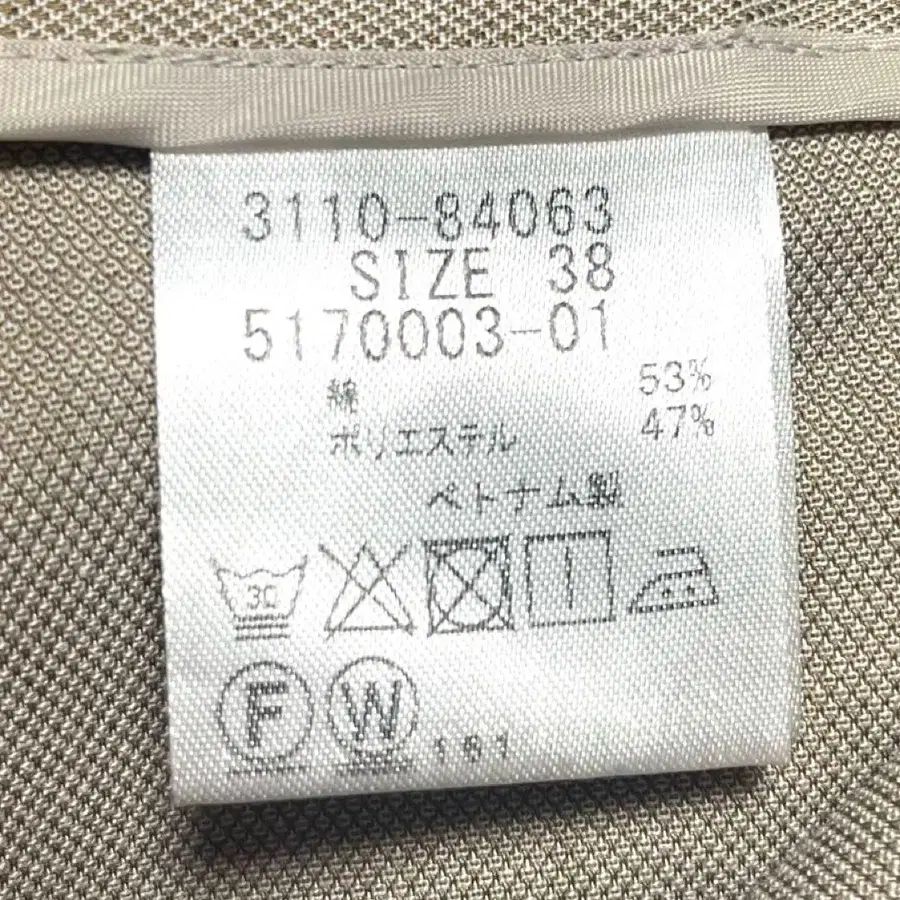 3110-84063
SIZE 38
5170003-01
綿 53%
ポリエステル 47%
ベトナム製
30
F W 161